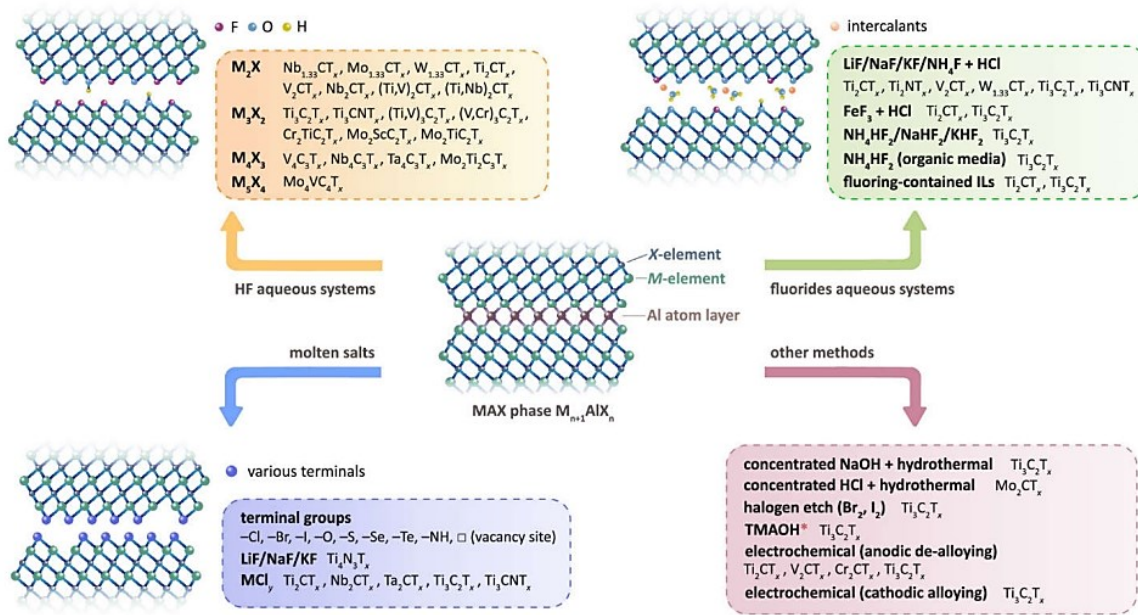 F O H
M₂X Nb₁.₃₃CTₓ, Mo₁.₃₃CTₓ, W₁.₃₃CTₓ, Ti₂CTₓ,
V₂CTₓ, Nb₂CTₓ, (Ti,V)₂CTₓ, (Ti,Nb)₂CTₓ
M₃X₂ Ti₃C₂Tₓ, Ti₃CNTₓ, (Ti,V)₃C₂Tₓ, (V,Cr)₃C₂Tₓ,
Cr₂TiC₂Tₓ, Mo₂ScC₂Tₓ, Mo₂TiC₂Tₓ
M₄X₃ V₄C₃Tₓ, Nb₄C₃Tₓ, Ta₄C₃Tₓ, Mo₂Ti₂C₃Tₓ
M₅X₄ Mo₄VC₄Tₓ
HF aqueous systems
intercalants
LiF/NaF/KF/NH₄F + HCl
Ti₂CTₓ, Ti₂NTₓ, V₂CTₓ, W₁.₃₃CTₓ, Ti₃C₂Tₓ, Ti₃CNTₓ
FeF₃ + HCl Ti₂CTₓ, Ti₃C₂Tₓ
NH₄HF₂/NaHF₂/KHF₂ Ti₃C₂Tₓ
NH₄HF₂ (organic media) Ti₃C₂Tₓ
fluoring-contained ILs Ti₂CTₓ, Ti₃C₂Tₓ
fluorides aqueous systems
X-element
M-element
Al atom layer
MAX phase Mₙ₊₁AlXₙ
molten salts
various terminals
terminal groups
–Cl, –Br, –I, –O, –S, –Se, –Te, –NH, □ (vacancy site)
LiF/NaF/KF Ti₄N₃Tₓ
MClᵧ Ti₂CTₓ, Nb₂CTₓ, Ta₂CTₓ, Ti₃C₂Tₓ, Ti₃CNTₓ
other methods
concentrated NaOH + hydrothermal Ti₃C₂Tₓ
concentrated HCl + hydrothermal Mo₂CTₓ
halogen etch (Br₂, I₂) Ti₃C₂Tₓ
TMAOH* Ti₃C₂Tₓ
electrochemical (anodic de-alloying)
Ti₂CTₓ, V₂CTₓ, Cr₂CTₓ, Ti₃C₂Tₓ
electrochemical (cathodic alloying) Ti₃C₂Tₓ